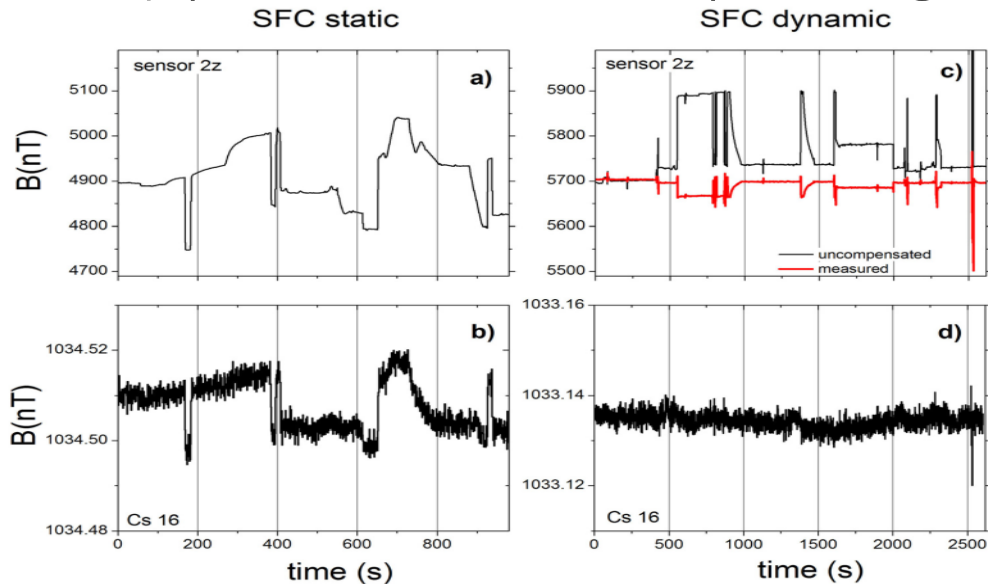 SFC static
SFC dynamic
sensor 2z
a)
B(nT)
5100
5000
4900
4800
4700
sensor 2z
c)
5900
5800
5700
5600
5500
uncompensated
measured
b)
B(nT)
1034.52
1034.50
1034.48
Cs 16
0
200
400
600
800
time (s)
d)
1033.16
1033.14
1033.12
Cs 16
0
500
1000
1500
2000
2500
time (s)